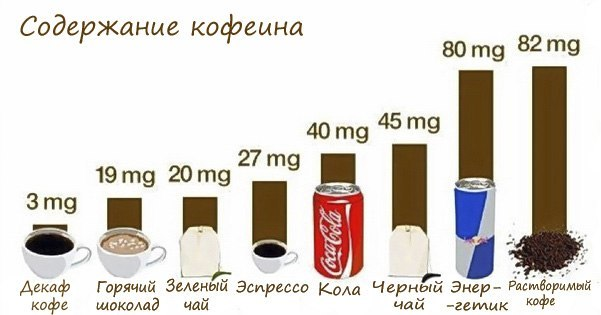 Содержание кофеина
3 mg
19 mg
20 mg
27 mg
40 mg
45 mg
80 mg
82 mg
Coca-Cola
Декаф
кофе
Горячий
шоколад
Зеленый
чай
Эспрессо
Кола
Черный
чай
Энер-
-гетик
Растворимый
кофе